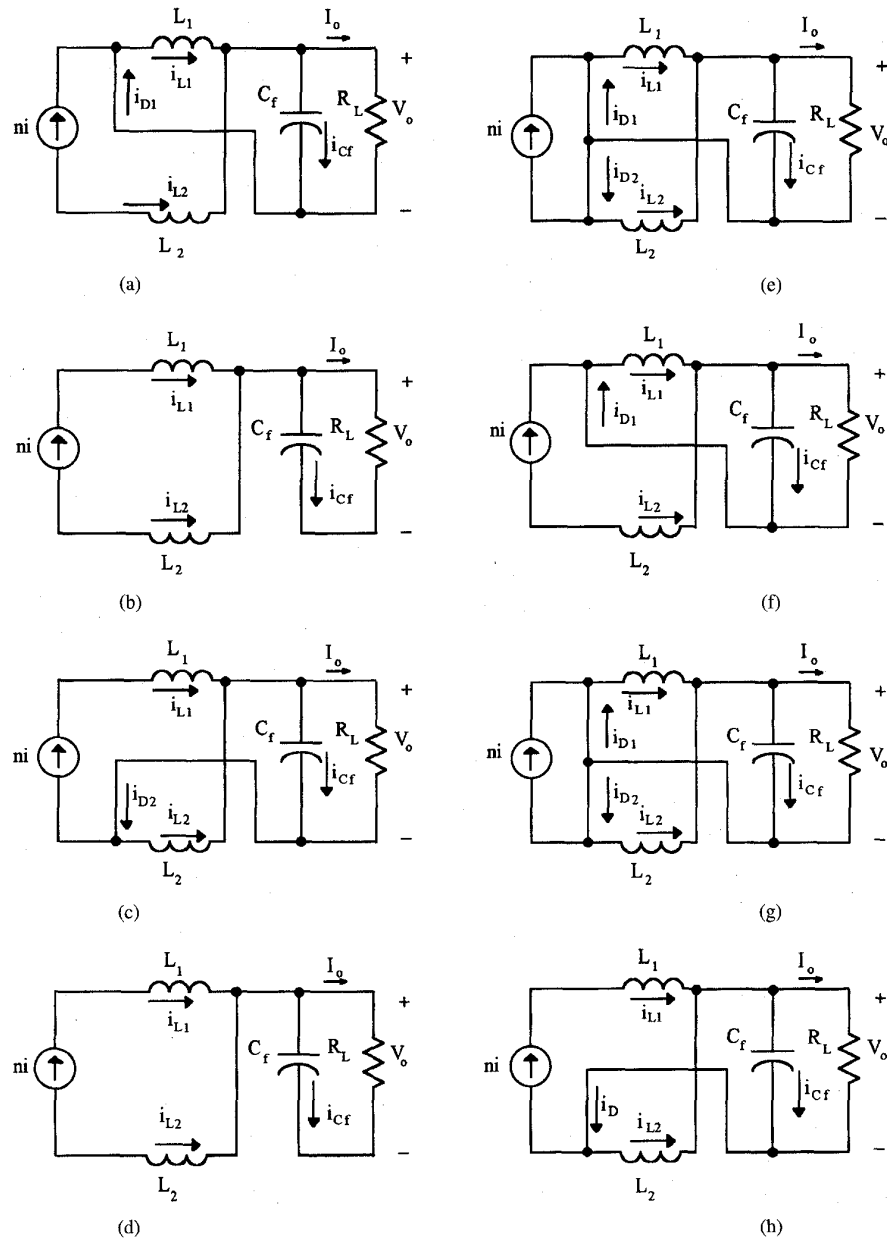 L1 Io
iL1 +
iD1 Cf RL Vo
ni iCf
iL2 −
L2
(a)
L1 Io
iL1 +
Cf RL Vo
ni iCf
iL2 −
L2
(b)
L1 Io
iL1 +
Cf RL Vo
ni iCf
iD2 iL2 −
L2
(c)
L1 Io
iL1 +
Cf RL Vo
ni iCf
iL2 −
L2
(d)
L1 Io
iL1 +
iD1 Cf RL Vo
ni iCf
iD2 iL2 −
L2
(e)
L1 Io
iL1 +
iD1 Cf RL Vo
ni iCf
iL2 −
L2
(f)
L1 Io
iL1 +
iD1 Cf RL Vo
ni iCf
iD2 iL2 −
L2
(g)
L1 Io
iL1 +
Cf RL Vo
ni iCf
iD iL2 −
L2
(h)